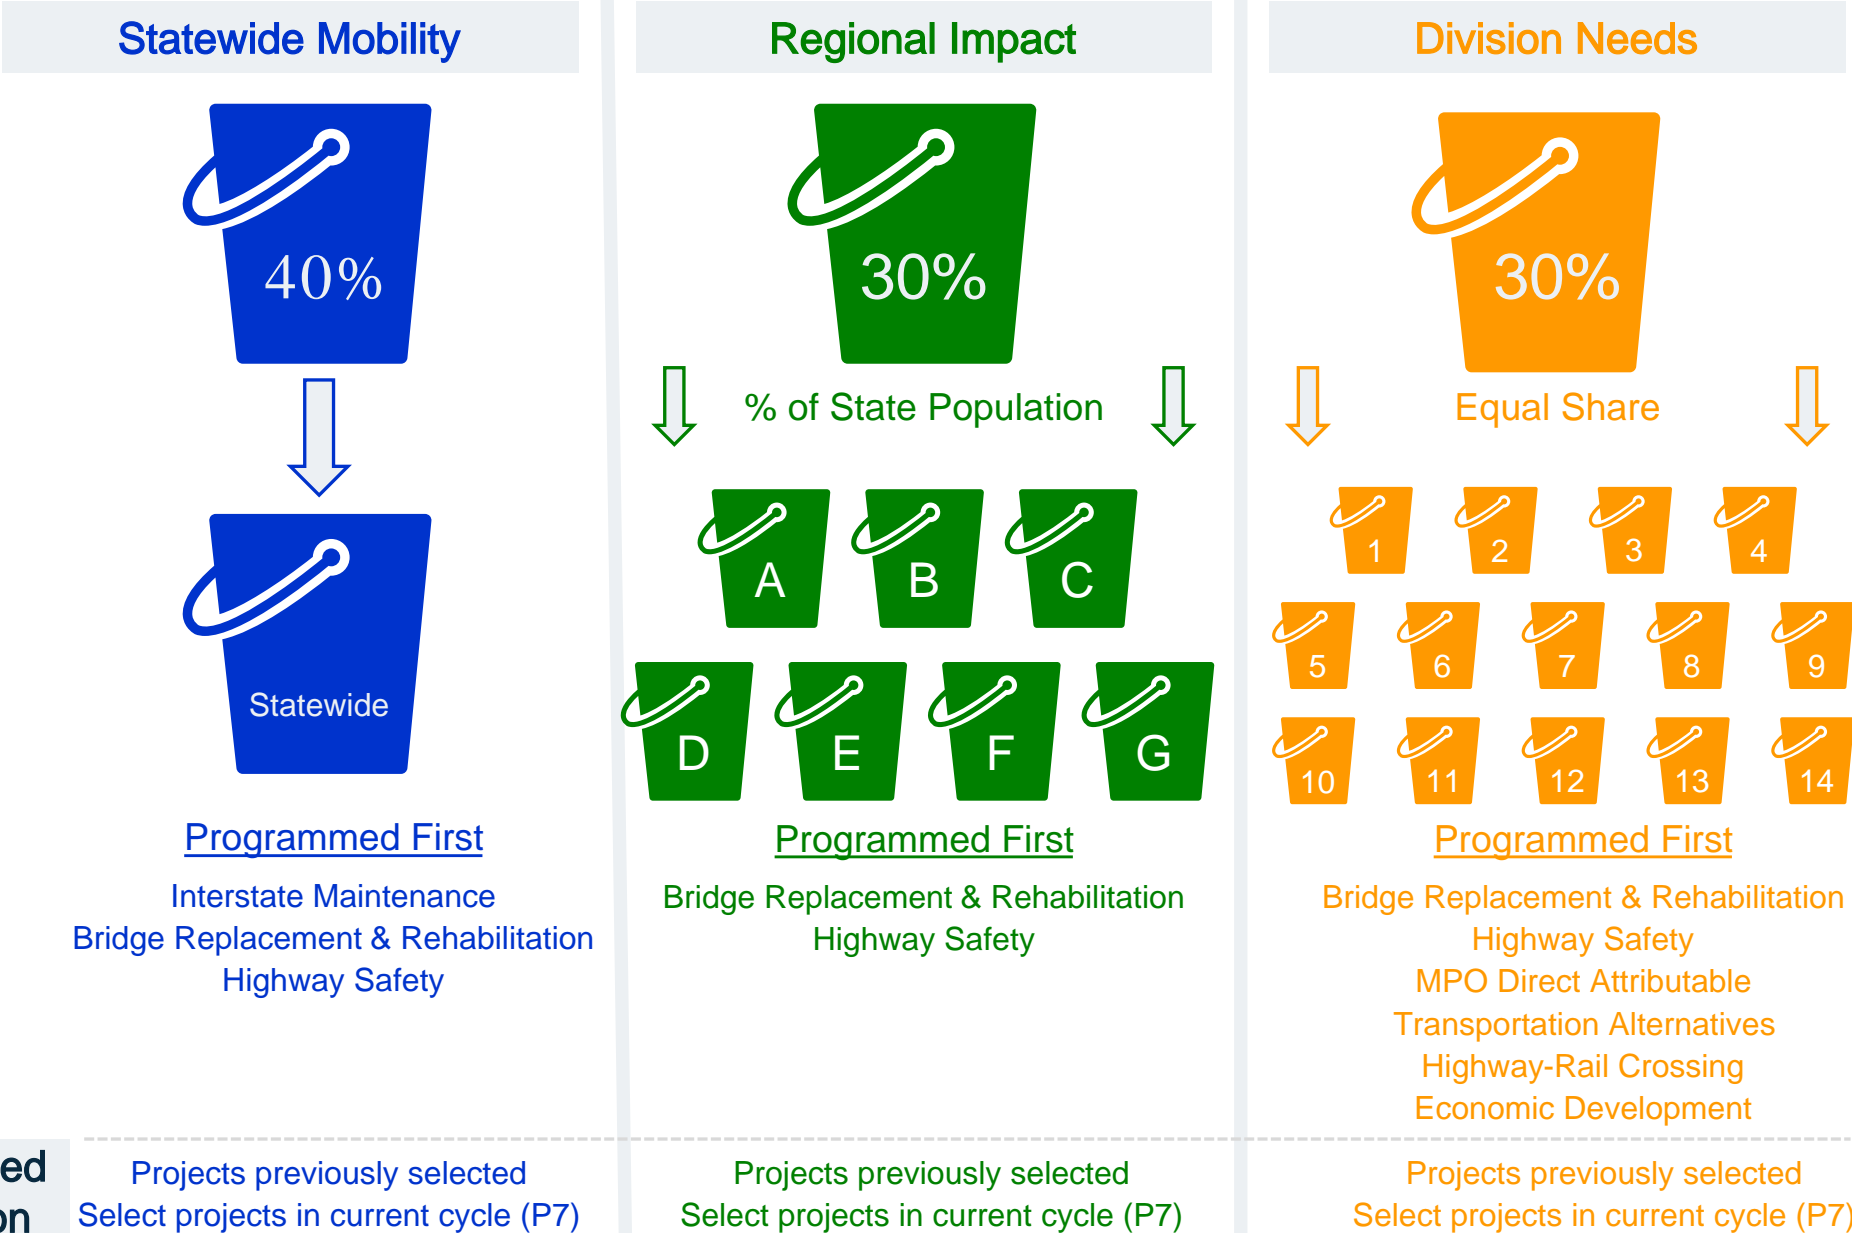 Statewide Mobility
40%
Statewide
Programmed First
Interstate Maintenance
Bridge Replacement & Rehabilitation
Highway Safety
Regional Impact
30%
% of State Population
A B C
D E F G
Programmed First
Bridge Replacement & Rehabilitation
Highway Safety
Division Needs
30%
Equal Share
1 2 3 4
5 6 7 8 9
10 11 12 13 14
Programmed First
Bridge Replacement & Rehabilitation
Highway Safety
MPO Direct Attributable
Transportation Alternatives
Highway-Rail Crossing
Economic Development
ed
on
Projects previously selected
Select projects in current cycle (P7)
Projects previously selected
Select projects in current cycle (P7)
Projects previously selected
Select projects in current cycle (P7)